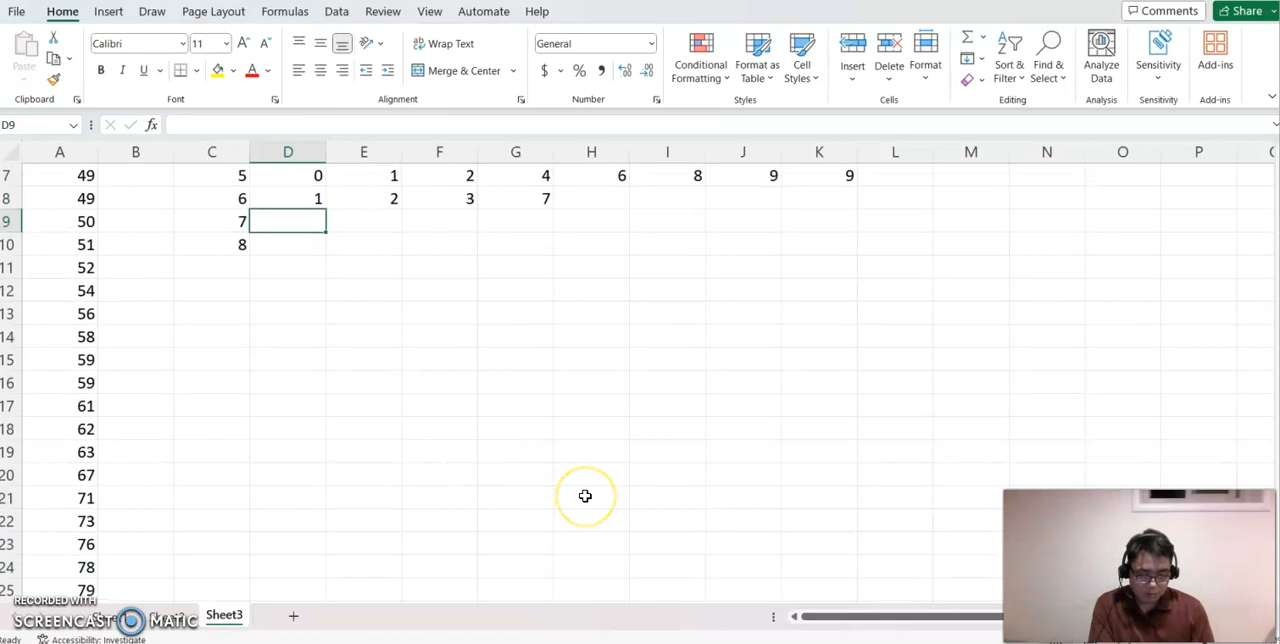 File Home Insert Draw Page Layout Formulas Data Review View Automate Help Comments Share
Paste Calibri 11 Wrap Text General Conditional Formatting Format as Table Cell Styles Insert Delete Format Sort & Filter Find & Select Analyze Data Sensitivity Add-ins
B I U Merge & Center $ % 9
Clipboard Font Alignment Number Styles Cells Editing Analysis Sensitivity Add-ins
D9 fx
A B C D E F G H I J K L M N O P
7 49 5 0 1 2 4 6 8 9 9
8 49 6 1 2 3 7
9 50 7
10 51 8
11 52
12 54
13 56
14 58
15 59
16 59
17 61
18 62
19 63
20 67
21 71
22 73
23 76
24 78
25 79
RECORDED WITH
SCREENCAST MATIC
Sheet3 +
Ready Accessibility: Investigate